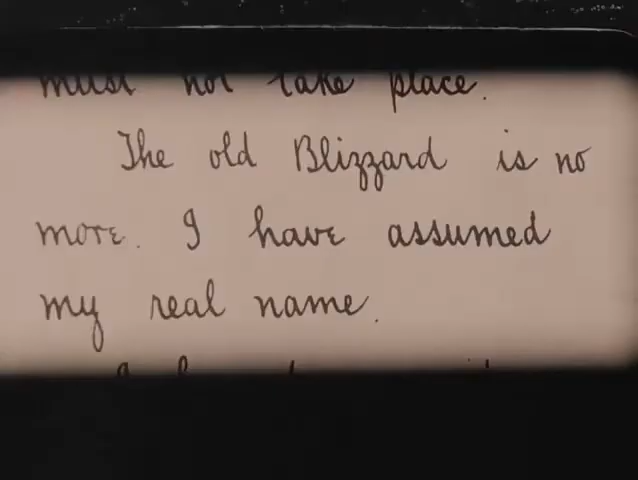 must not take place.
The old Blizzard is no
more. I have assumed
my real name.